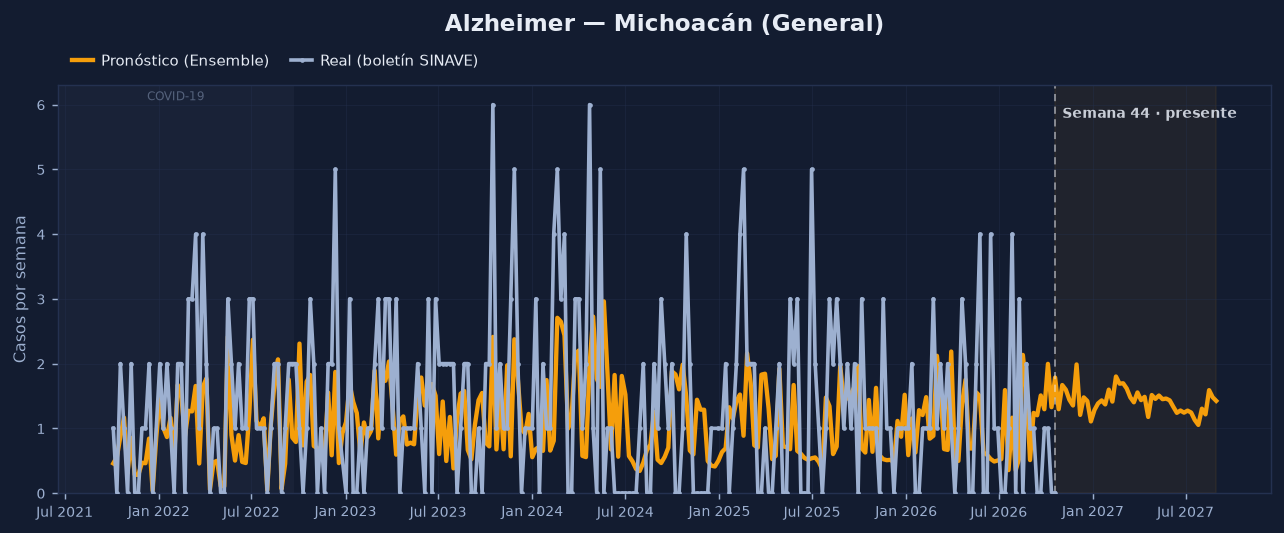 Alzheimer — Michoacán (General)
Pronóstico (Ensemble)
Real (boletín SINAVE)
COVID-19
Semana 44 · presente
Casos por semana
6
5
4
3
2
1
0
Jul 2021
Jan 2022
Jul 2022
Jan 2023
Jul 2023
Jan 2024
Jul 2024
Jan 2025
Jul 2025
Jan 2026
Jul 2026
Jan 2027
Jul 2027